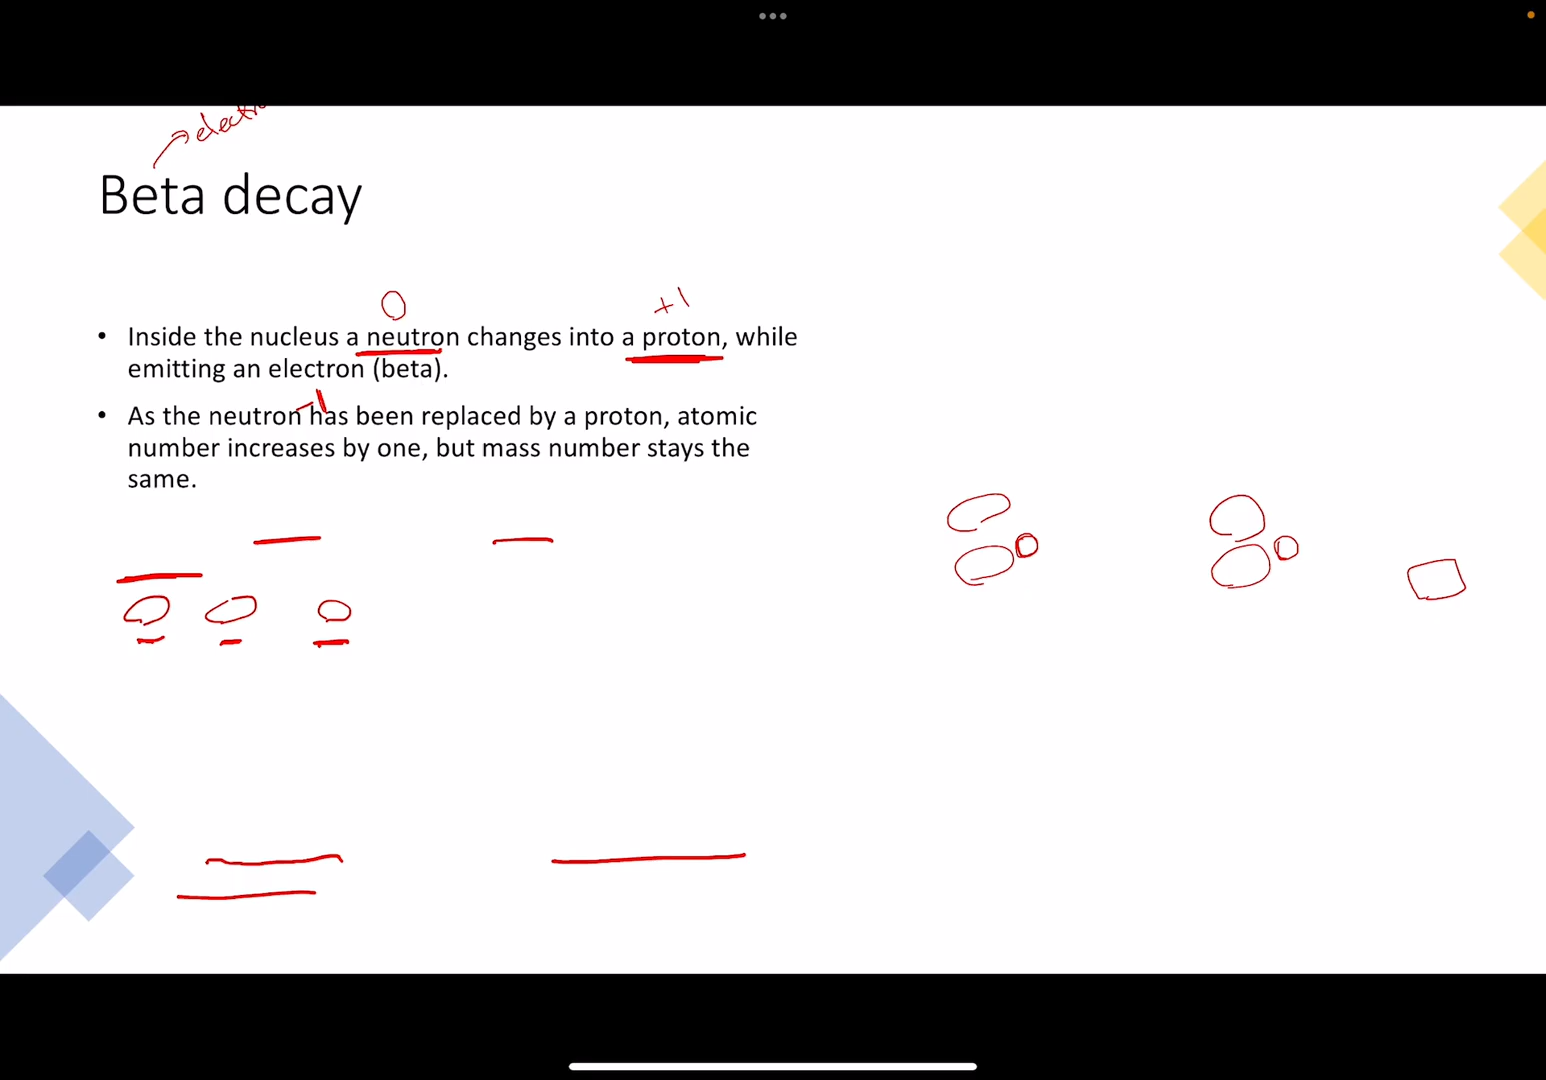 Beta decay
0
+1
• Inside the nucleus a neutron changes into a proton, while
emitting an electron (beta).
-1
• As the neutron has been replaced by a proton, atomic
number increases by one, but mass number stays the
same.